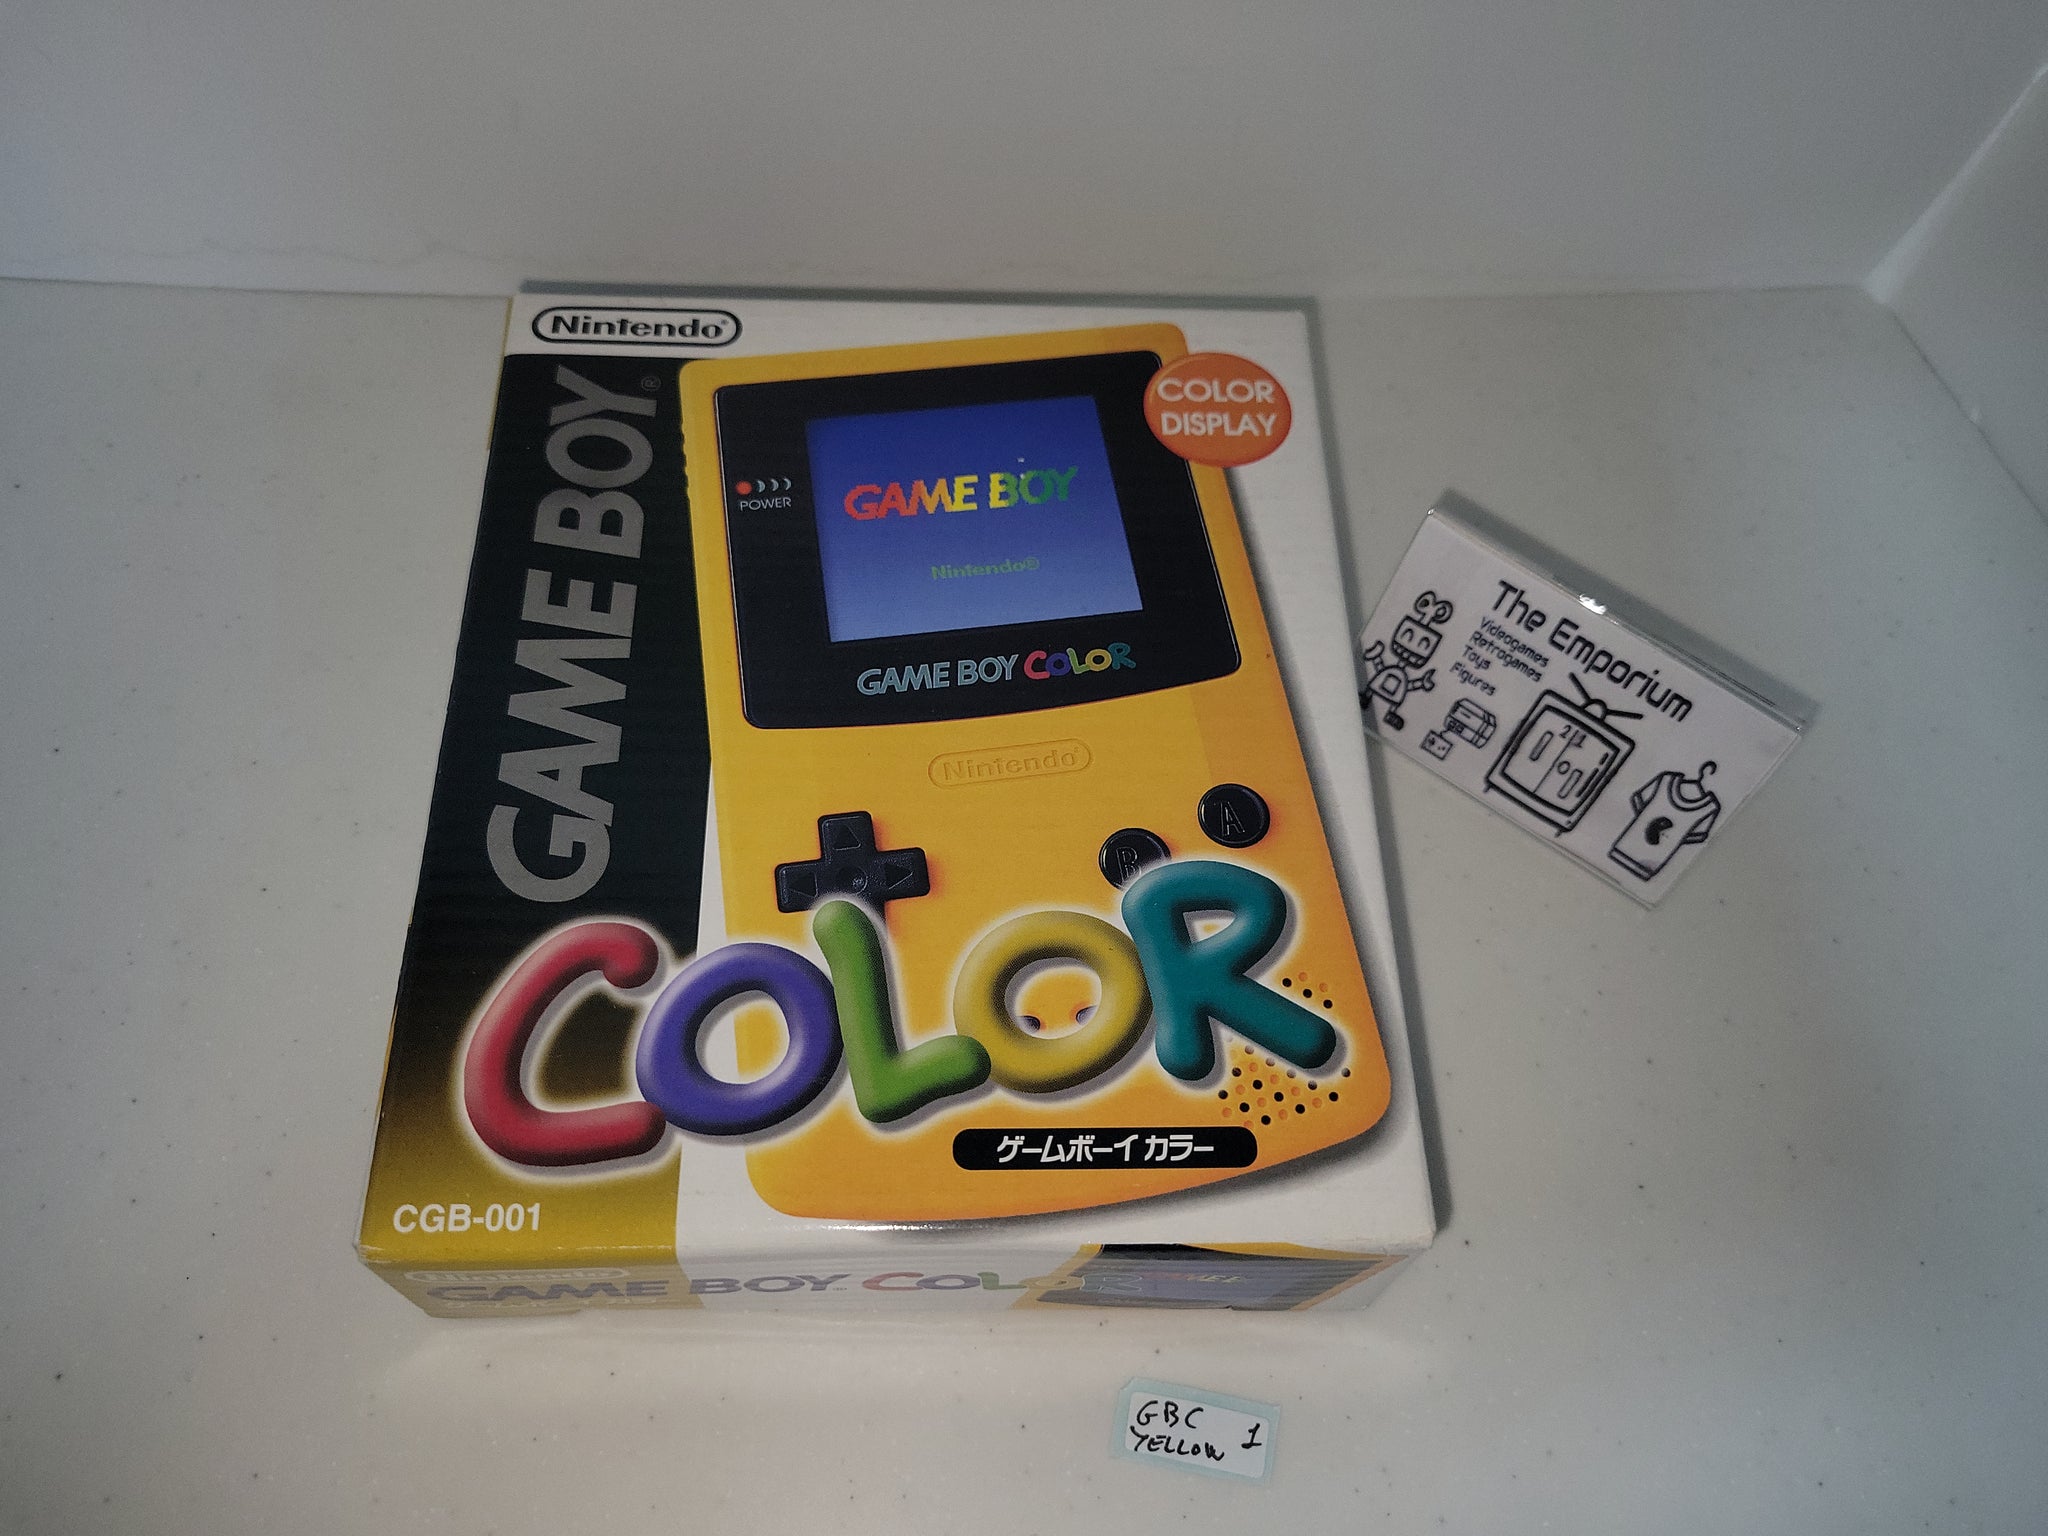 Nintendo®
GAME BOY®
COLOR
DISPLAY
POWER
GAME BOY
Nintendo®
GAME BOY COLOR
Nintendo®
B
A
COLOR
ゲームボーイ カラー
CGB-001
Nintendo
GAME BOY COLOR
The Emporium
Videogames
Retrogames
Toys
Figures
GBC
YELLOW
1